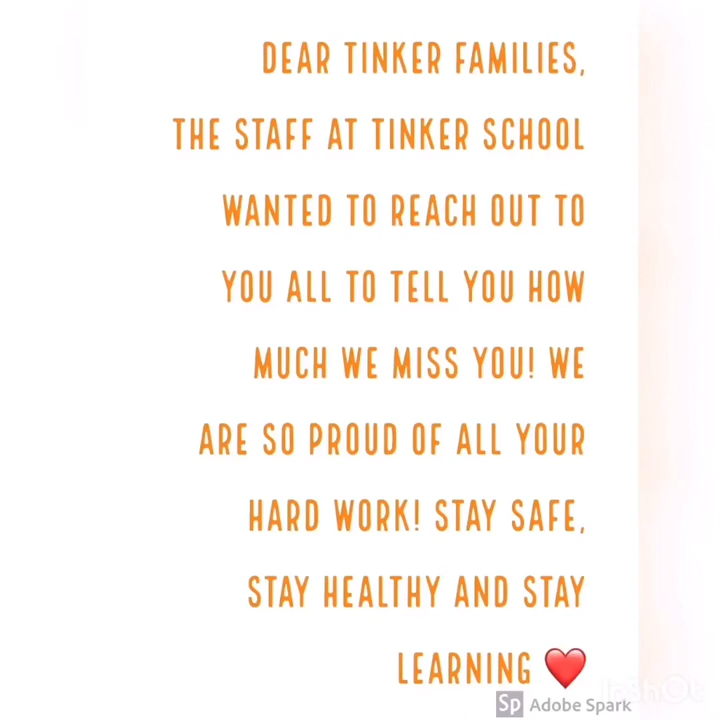 DEAR TINKER FAMILIES,
THE STAFF AT TINKER SCHOOL
WANTED TO REACH OUT TO
YOU ALL TO TELL YOU HOW
MUCH WE MISS YOU! WE
ARE SO PROUD OF ALL YOUR
HARD WORK! STAY SAFE,
STAY HEALTHY AND STAY
LEARNING ❤️
Sp Adobe Spark